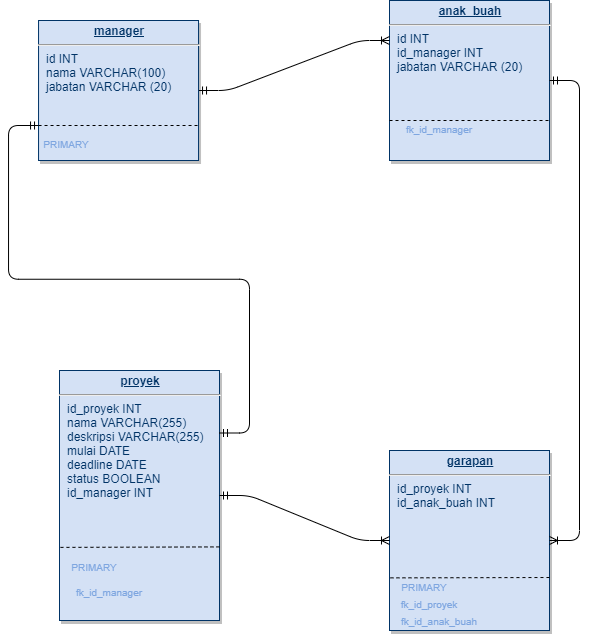 manager
id INT
nama VARCHAR(100)
jabatan VARCHAR (20)
PRIMARY
anak_buah
id INT
id_manager INT
jabatan VARCHAR (20)
fk_id_manager
proyek
id_proyek INT
nama VARCHAR(255)
deskripsi VARCHAR(255)
mulai DATE
deadline DATE
status BOOLEAN
id_manager INT
PRIMARY
fk_id_manager
garapan
id_proyek INT
id_anak_buah INT
PRIMARY
fk_id_proyek
fk_id_anak_buah